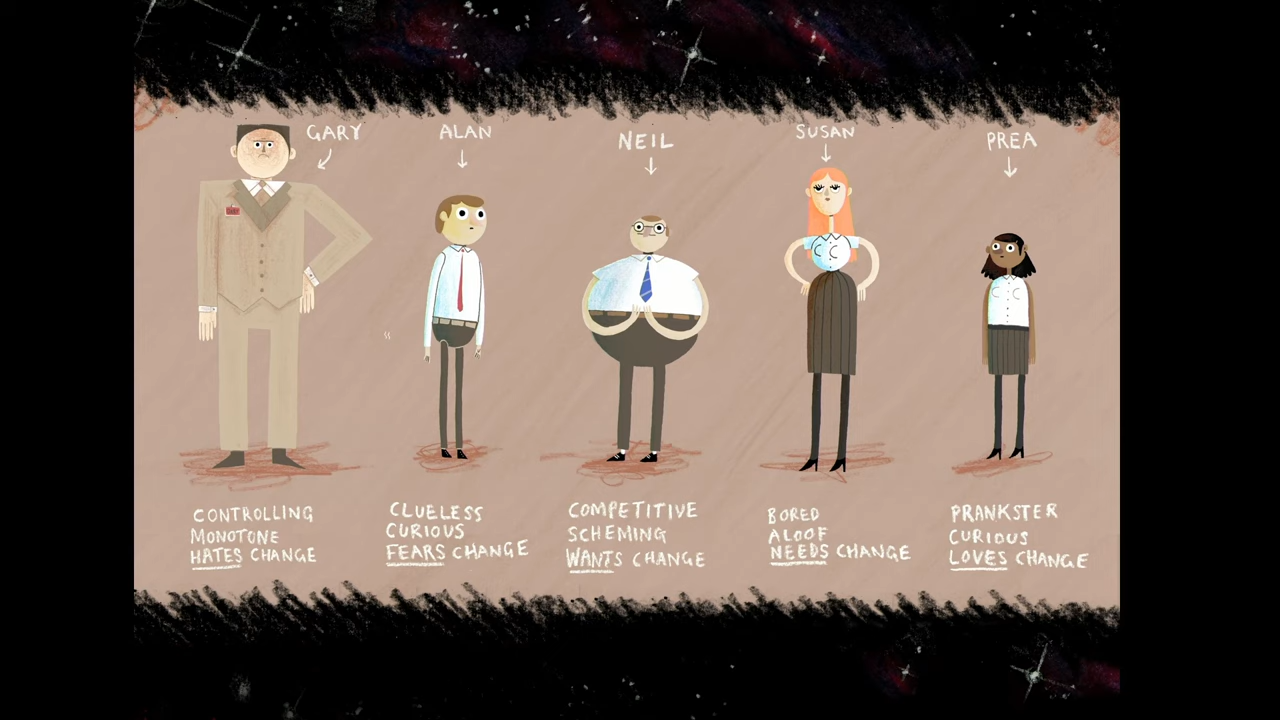 GARY
ALAN
NEIL
SUSAN
PREA
CONTROLLING
MONOTONE
HATES CHANGE
CLUELESS
CURIOUS
FEARS CHANGE
COMPETITIVE
SCHEMING
WANTS CHANGE
BORED
ALOOF
NEEDS CHANGE
PRANKSTER
CURIOUS
LOVES CHANGE